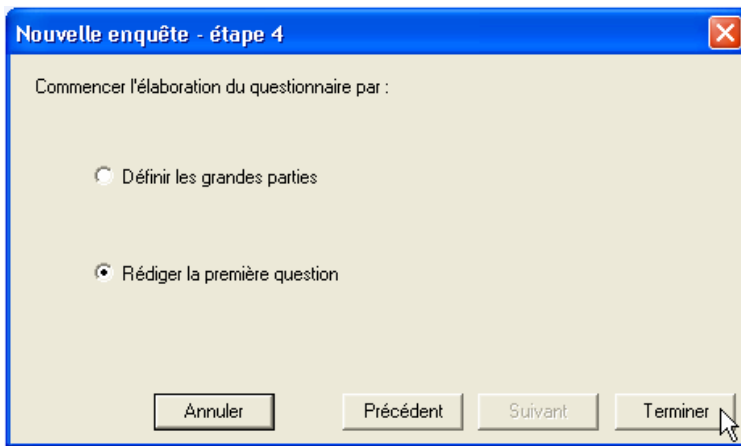 Nouvelle enquête - étape 4
Commencer l'élaboration du questionnaire par :
Définir les grandes parties
Rédiger la première question
Annuler Précédent Suivant Terminer